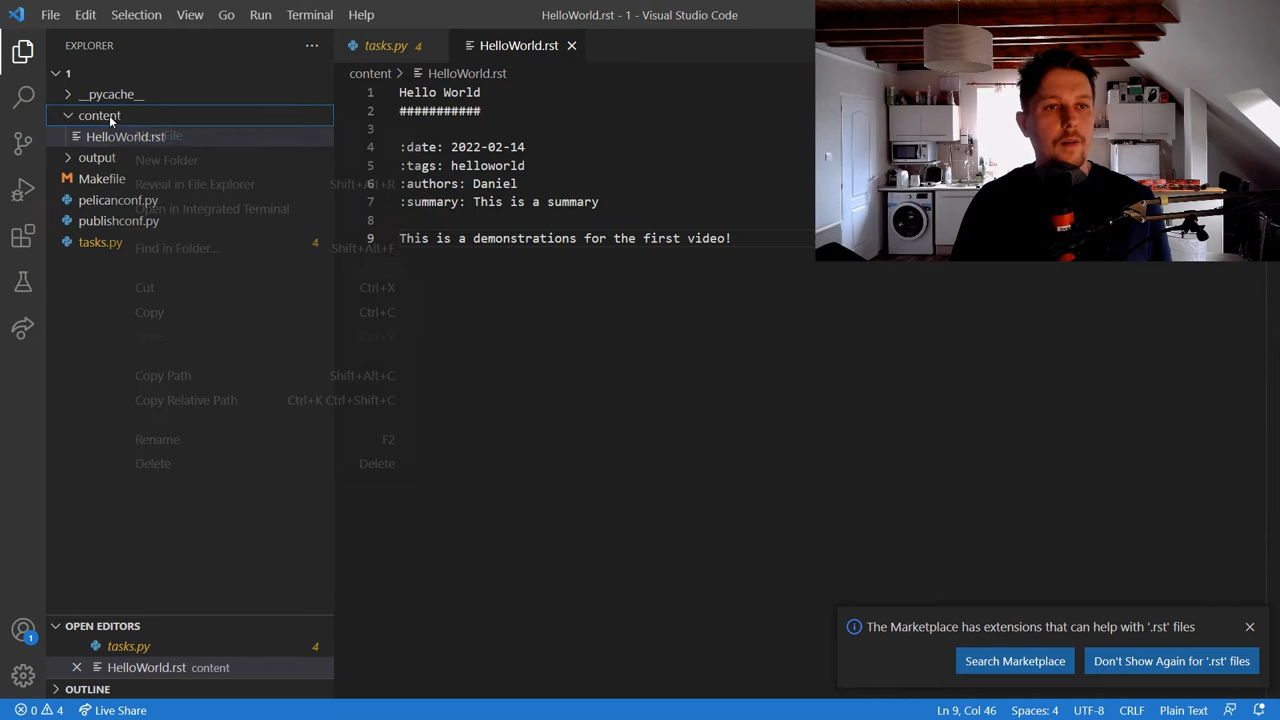 File Edit Selection View Go Run Terminal Help
HelloWorld.rst - 1 - Visual Studio Code
EXPLORER
1
__pycache__
content
HelloWorld.rst
File
output
New Folder
Makefile
Reveal in File Explorer Shift+Alt+R
pelicanconf.py
Open in Integrated Terminal
publishconf.py
tasks.py 4
Find in Folder... Shift+Alt+F
Cut Ctrl+X
Copy Ctrl+C
Ctrl+V
Copy Path Shift+Alt+C
Copy Relative Path Ctrl+K Ctrl+Shift+C
Rename F2
Delete Delete
OPEN EDITORS
tasks.py 4
HelloWorld.rst content
OUTLINE
tasks.py 4
HelloWorld.rst
content > HelloWorld.rst
1 Hello World
2 ###########
3
4 :date: 2022-02-14
5 :tags: helloworld
6 :authors: Daniel
7 :summary: This is a summary
8
9 This is a demonstrations for the first video!
The Marketplace has extensions that can help with '.rst' files
Search Marketplace
Don't Show Again for '.rst' files
1
0 4 Live Share
Ln 9, Col 46 Spaces: 4 UTF-8 CRLF Plain Text